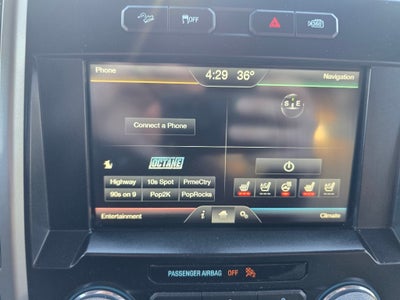 OFF
Phone
4:29 36°
Navigation
S E
Connect a Phone
OCTANE
Highway 10s Spot PrmeCtry
90s on 9 Pop2K PopRocks
Entertainment
i
Climate
PASSENGER AIRBAG OFF